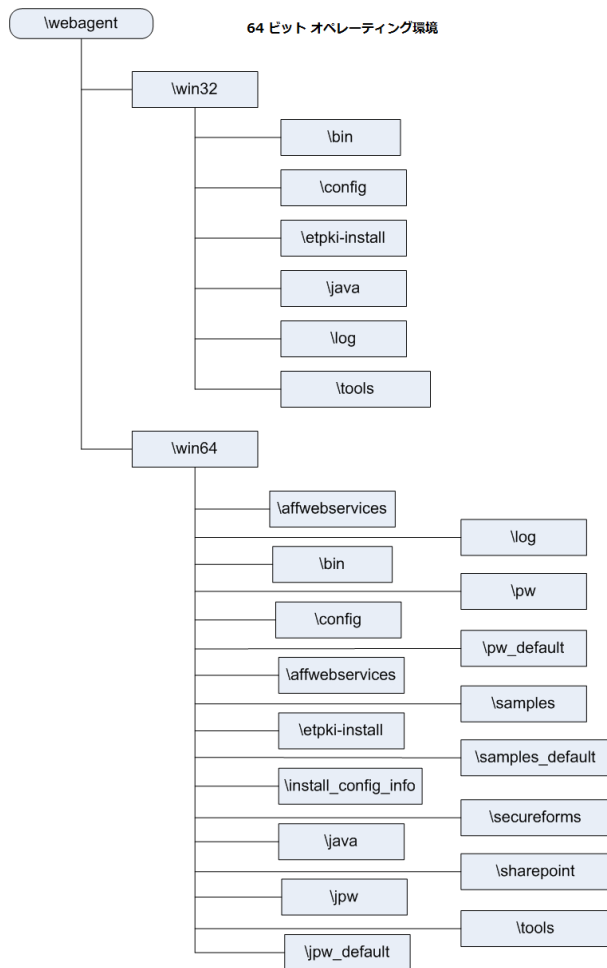 \webagent
64 ビット オペレーティング環境
\win32
\bin
\config
\etpki-install
\java
\log
\tools
\win64
\affwebservices
\log
\bin
\pw
\config
\pw_default
\affwebservices
\samples
\etpki-install
\samples_default
\install_config_info
\secureforms
\java
\sharepoint
\jpw
\tools
\jpw_default